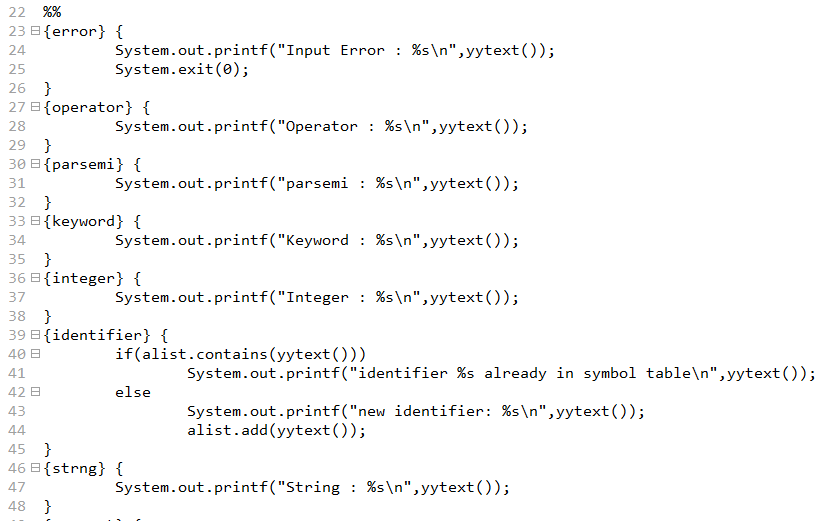 22 %%
23 {error} {
24 System.out.printf("Input Error : %s\n",yytext());
25 System.exit(0);
26 }
27 {operator} {
28 System.out.printf("Operator : %s\n",yytext());
29 }
30 {parsemi} {
31 System.out.printf("parsemi : %s\n",yytext());
32 }
33 {keyword} {
34 System.out.printf("Keyword : %s\n",yytext());
35 }
36 {integer} {
37 System.out.printf("Integer : %s\n",yytext());
38 }
39 {identifier} {
40 if(alist.contains(yytext()))
41 System.out.printf("identifier %s already in symbol table\n",yytext());
42 else
43 System.out.printf("new identifier: %s\n",yytext());
44 alist.add(yytext());
45 }
46 {strng} {
47 System.out.printf("String : %s\n",yytext());
48 }